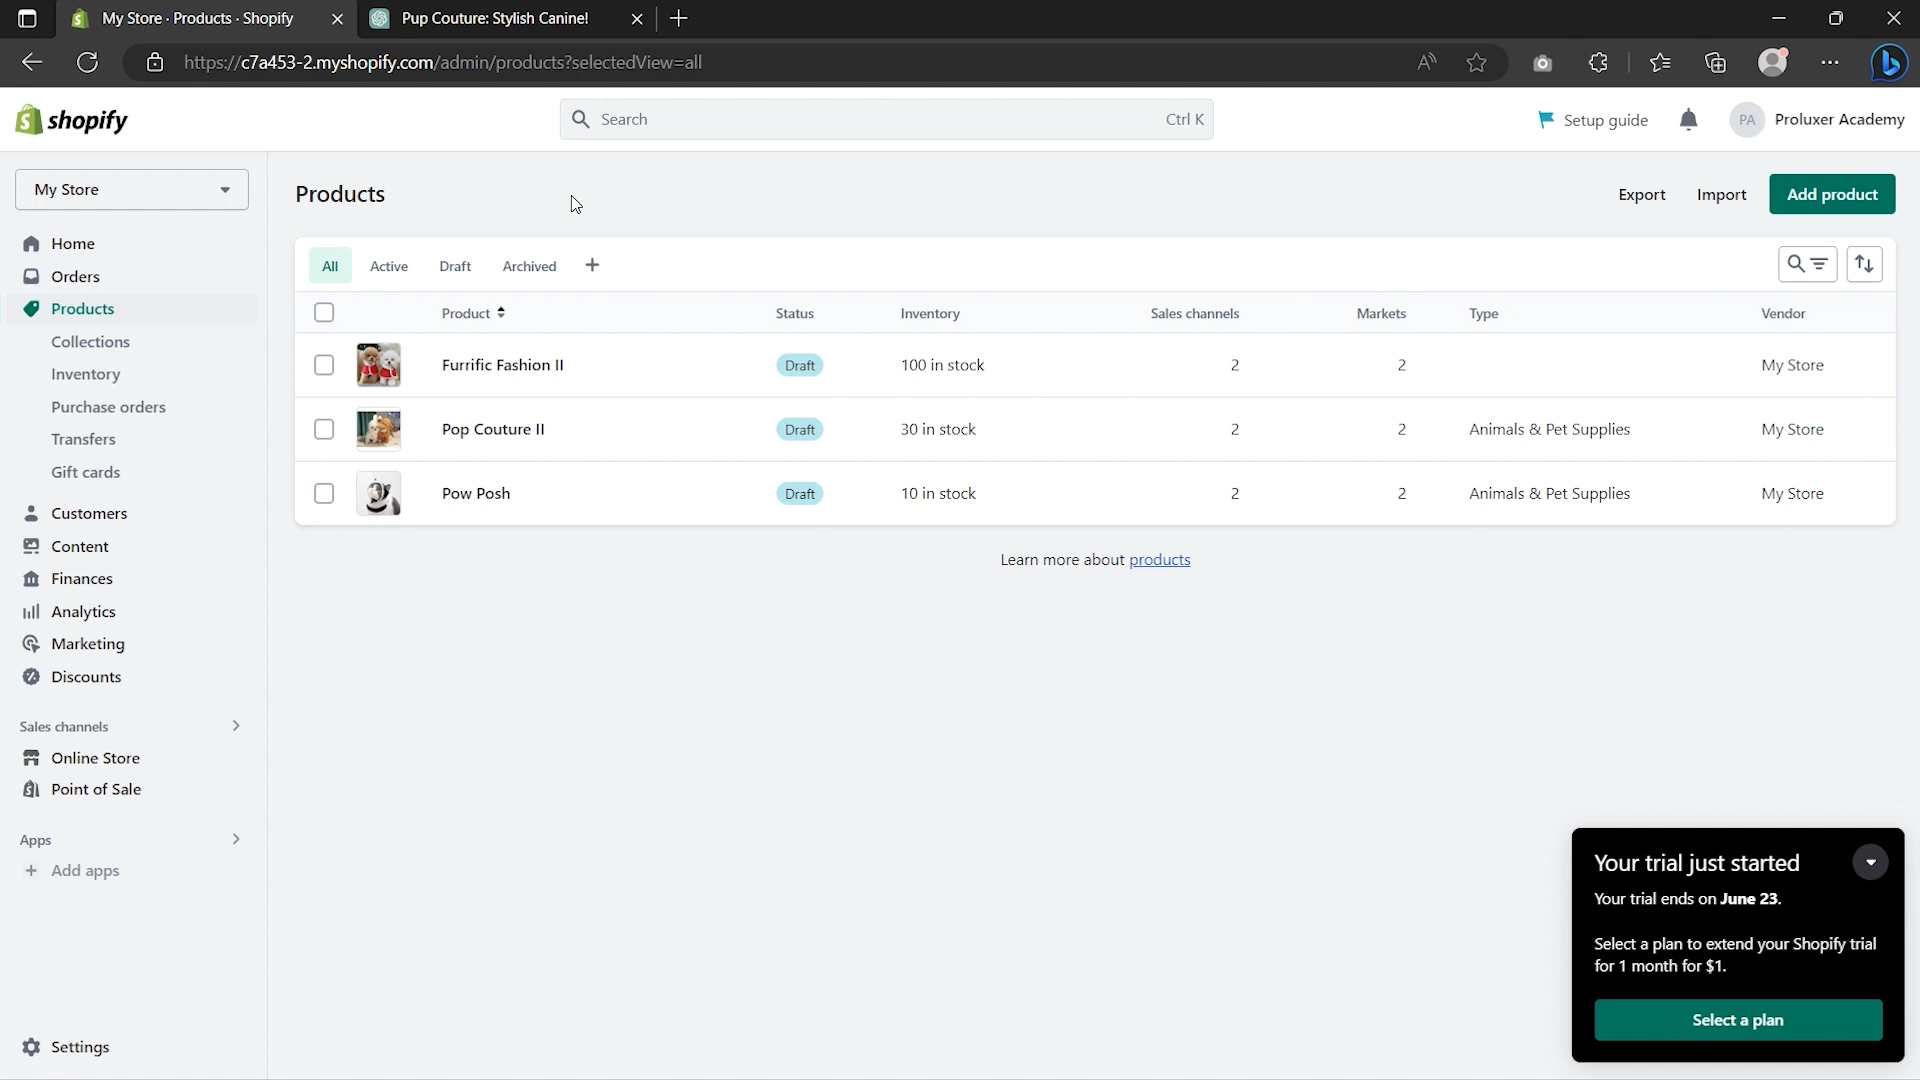 My Store · Products · Shopify
Pup Couture: Stylish Canine!
https://c7a453-2.myshopify.com/admin/products?selectedView=all
shopify
Search
Ctrl K
Setup guide
PA
Proluxer Academy
My Store
Products
Export
Import
Add product
Home
Orders
Products
Collections
Inventory
Purchase orders
Transfers
Gift cards
Customers
Content
Finances
Analytics
Marketing
Discounts
Sales channels
Online Store
Point of Sale
Apps
Add apps
Settings
All
Active
Draft
Archived
Product
Status
Inventory
Sales channels
Markets
Type
Vendor
Furrific Fashion II
Draft
100 in stock
2
2
My Store
Pop Couture II
Draft
30 in stock
2
2
Animals & Pet Supplies
My Store
Pow Posh
Draft
10 in stock
2
2
Animals & Pet Supplies
My Store
Learn more about products
Your trial just started
Your trial ends on June 23.
Select a plan to extend your Shopify trial
for 1 month for $1.
Select a plan